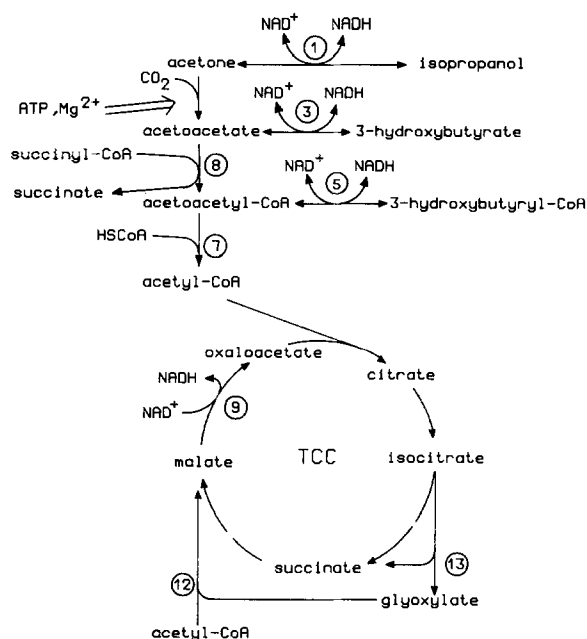 NAD+ NADH
1
acetone isopropanol
CO2
NAD+ NADH
ATP,Mg2+
3
acetoacetate 3-hydroxybutyrate
succinyl-CoA
8
NAD+ NADH
5
succinate
acetoacetyl-CoA 3-hydroxybutyryl-CoA
HSCoA 7
acetyl-CoA
oxaloacetate
citrate
NADH
NAD+ 9
malate TCC isocitrate
succinate
13
12
glyoxylate
acetyl-CoA